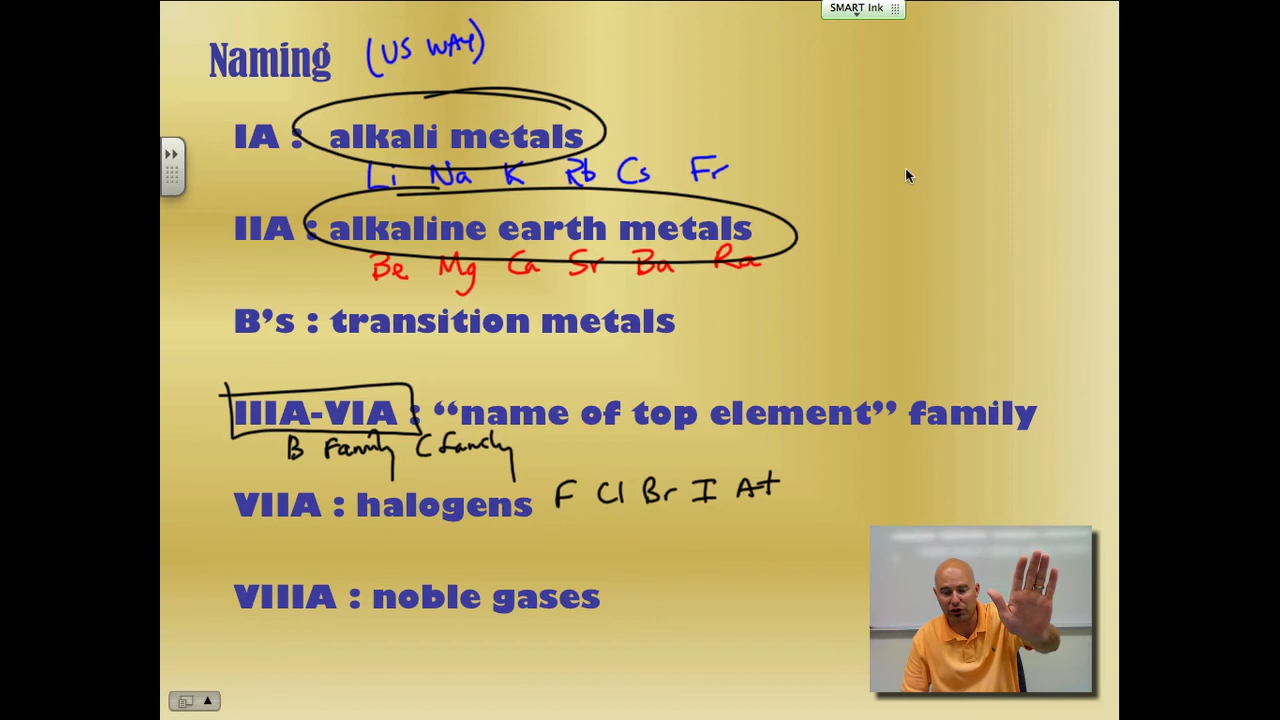 SMART Ink
Naming (US WAY)
IA : alkali metals
Li Na K Rb Cs Fr
IIA : alkaline earth metals
Be Mg Ca Sr Ba Ra
B's : transition metals
IIIA-VIA : “name of top element” family
B Family C family
VIIA : halogens F Cl Br I At
VIIIA : noble gases